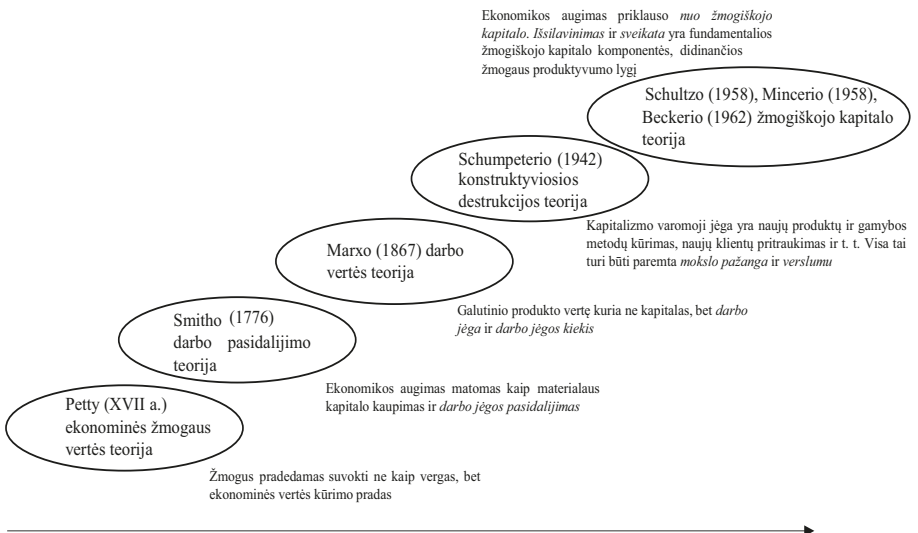 Ekonomikos augimas priklauso nuo žmogiškojo
kapitalo. Išsilavinimas ir sveikata yra fundamentalios
žmogiškojo kapitalo komponentės, didinančios
žmogaus produktyvumo lygį
Schultzo (1958), Mincerio (1958),
Beckerio (1962) žmogiškojo kapitalo
teorija
Schumpeterio (1942)
konstruktyviosios
destrukcijos teorija
Kapitalizmo varomoji jėga yra naujų produktų ir gamybos
metodų kūrimas, naujų klientų pritraukimas ir t. t. Visa tai
turi būti paremta mokslo pažanga ir verslumu
Marxo (1867) darbo
vertės teorija
Galutinio produkto vertę kuria ne kapitalas, bet darbo
jėga ir darbo jėgos kiekis
Smitho (1776)
darbo pasidalijimo
teorija
Ekonomikos augimas matomas kaip materialaus
kapitalo kaupimas ir darbo jėgos pasidalijimas
Petty (XVII a.)
ekonominės žmogaus
vertės teorija
Žmogus pradedamas suvokti ne kaip vergas, bet
ekonominės vertės kūrimo pradas